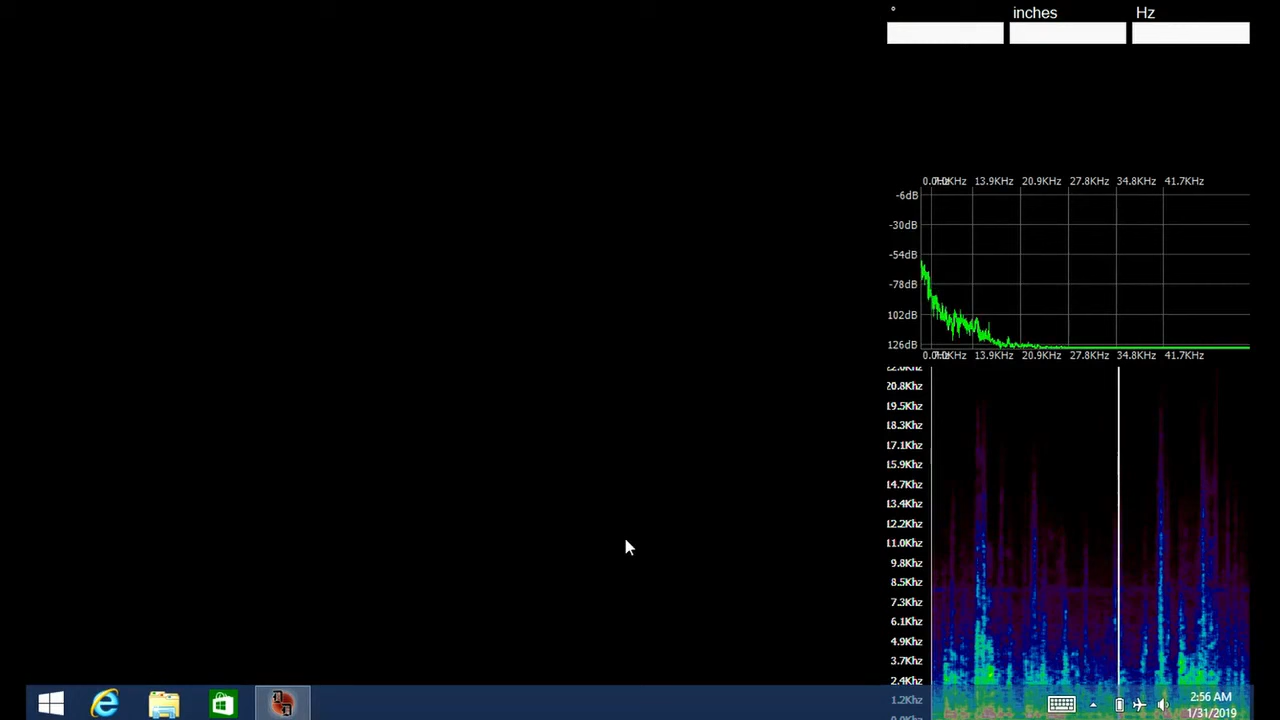 ° inches Hz
0.0Hz 7.0KHz 13.9KHz 20.9KHz 27.8KHz 34.8KHz 41.7KHz
-6dB
-30dB
-54dB
-78dB
102dB
126dB
0.0Hz 7.0KHz 13.9KHz 20.9KHz 27.8KHz 34.8KHz 41.7KHz
20.8Khz
19.5Khz
18.3Khz
17.1Khz
15.9Khz
14.7Khz
13.4Khz
12.2Khz
11.0Khz
9.8Khz
8.5Khz
7.3Khz
6.1Khz
4.9Khz
3.7Khz
2.4Khz
1.2Khz
2:56 AM
1/31/2019